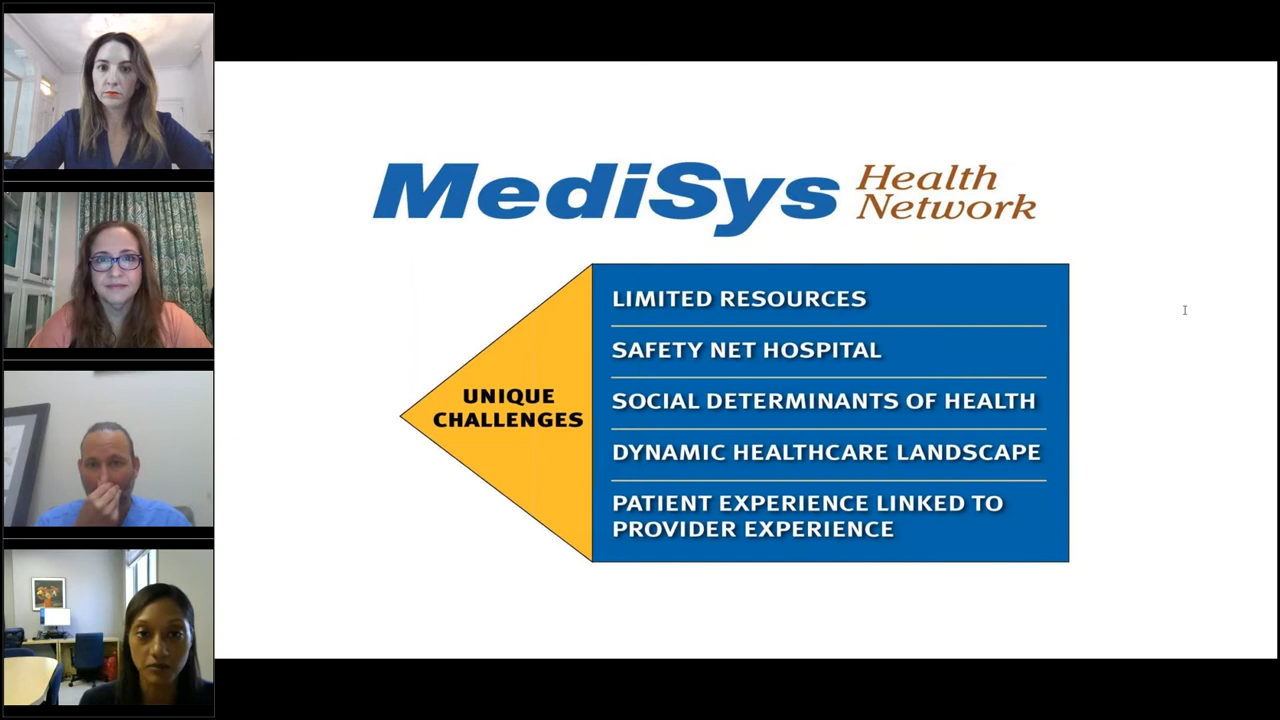 MediSys Health
Network
UNIQUE
CHALLENGES
LIMITED RESOURCES
SAFETY NET HOSPITAL
SOCIAL DETERMINANTS OF HEALTH
DYNAMIC HEALTHCARE LANDSCAPE
PATIENT EXPERIENCE LINKED TO
PROVIDER EXPERIENCE